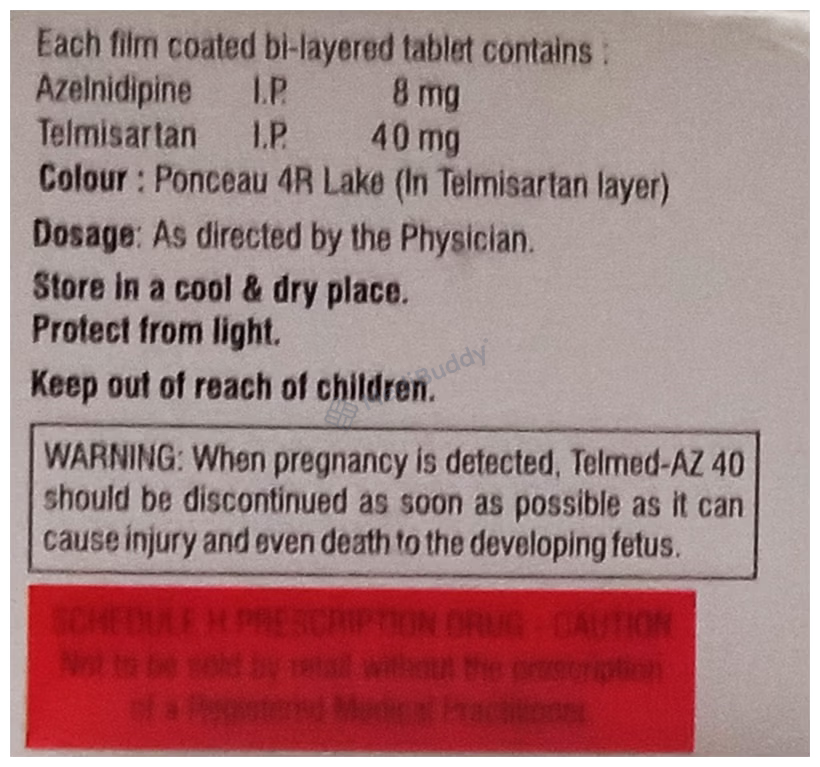 Each film coated bi-layered tablet contains :
Azelnidipine I.P. 8 mg
Telmisartan I.P. 40 mg
Colour : Ponceau 4R Lake (In Telmisartan layer)
Dosage: As directed by the Physician.
Store in a cool & dry place.
Protect from light.
Keep out of reach of children.
Buddy
WARNING: When pregnancy is detected, Telmed-AZ 40
should be discontinued as soon as possible as it can
cause injury and even death to the developing fetus.
SCHEDULE H PRESCRIPTION DRUG - CAUTION
Not to be sold by retail without the prescription
of a Registered Medical Practitioner.